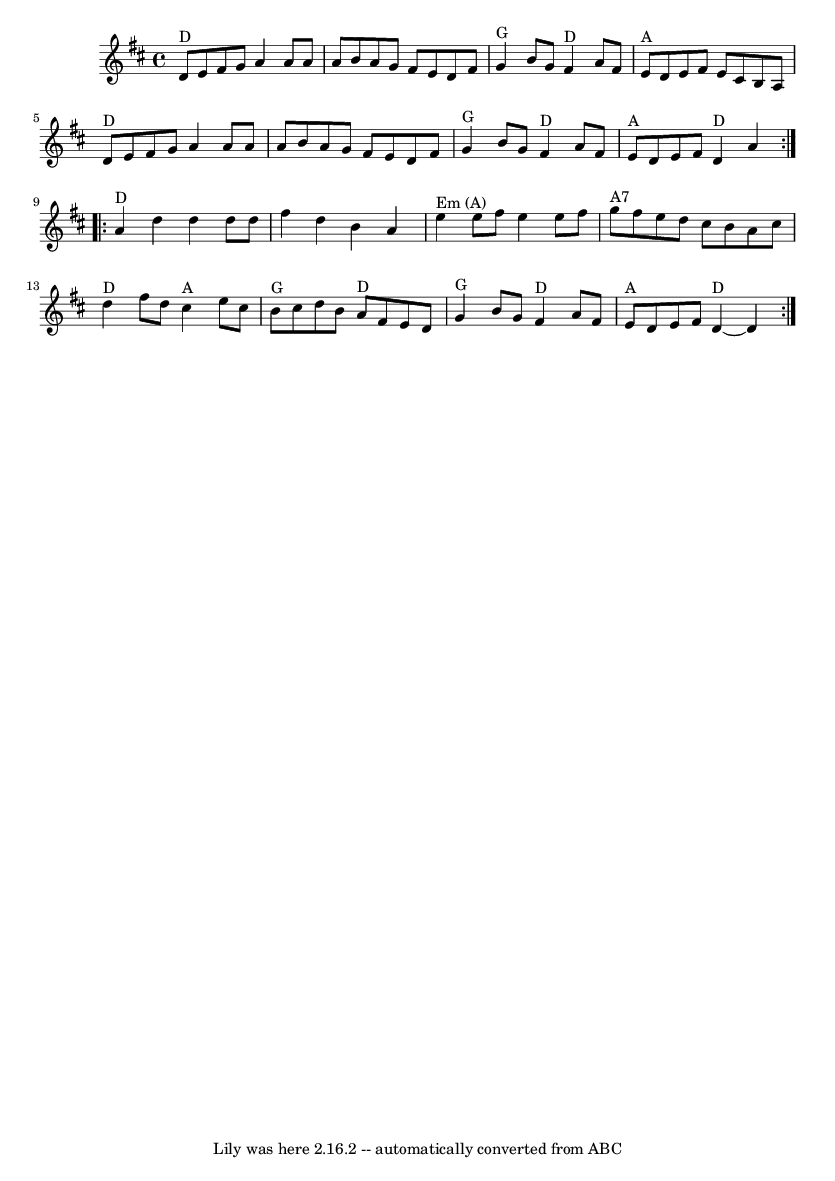 D G D A
5 D G D A D
9 D Em (A) A7
13 D A G D G D A D
Lily was here 2.16.2 -- automatically converted from ABC